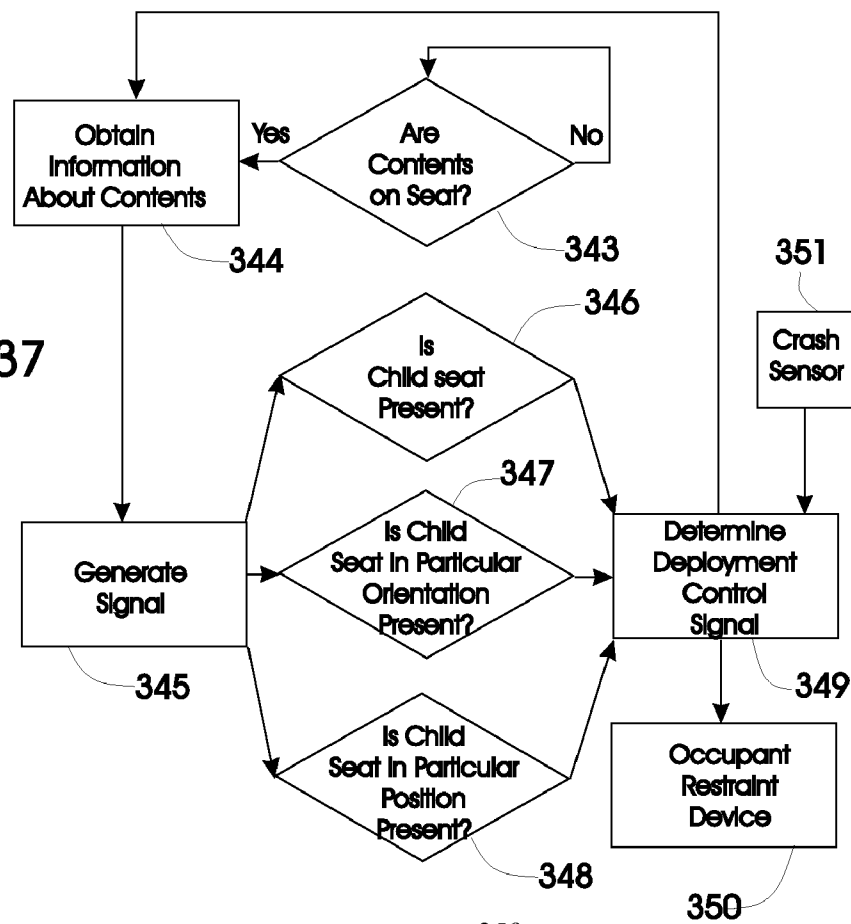 Obtain
Information
About Contents
Yes
Are
Contents
on Seat?
No
344
343
351
346
Is
Child seat
Present?
Crash
Sensor
37
347
Is Child
Seat in Particular
Orientation
Present?
Generate
Signal
Determine
Deployment
Control
Signal
345
349
Is Child
Seat in Particular
Position
Present?
Occupant
Restraint
Device
348
350